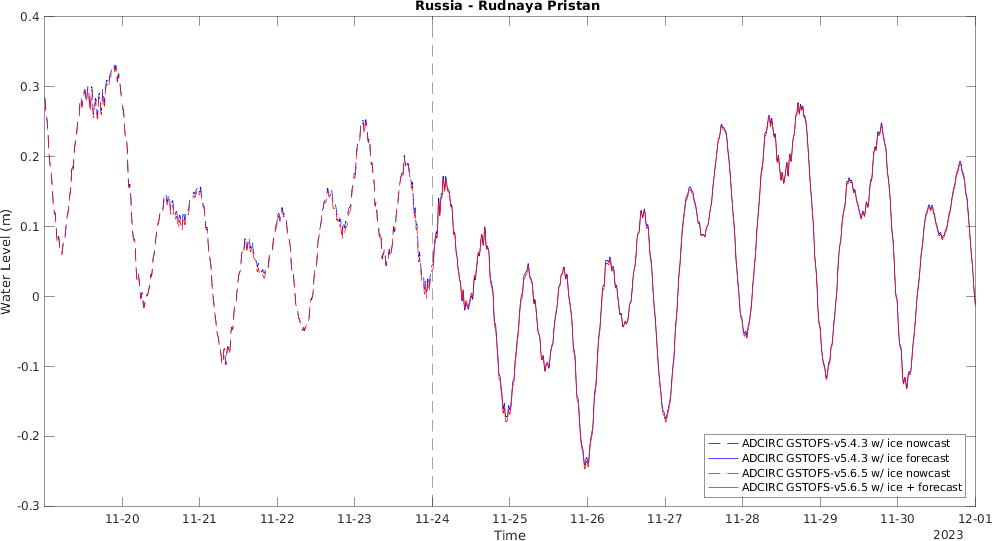 Russia - Rudnaya Pristan
0.4
0.3
0.2
0.1
0
-0.1
-0.2
-0.3
Water Level (m)
ADCIRC GSTOFS-v5.4.3 w/ ice nowcast
ADCIRC GSTOFS-v5.4.3 w/ ice forecast
ADCIRC GSTOFS-v5.6.5 w/ ice nowcast
ADCIRC GSTOFS-v5.6.5 w/ ice + forecast
11-20 11-21 11-22 11-23 11-24 11-25 11-26 11-27 11-28 11-29 11-30 12-01
Time
2023